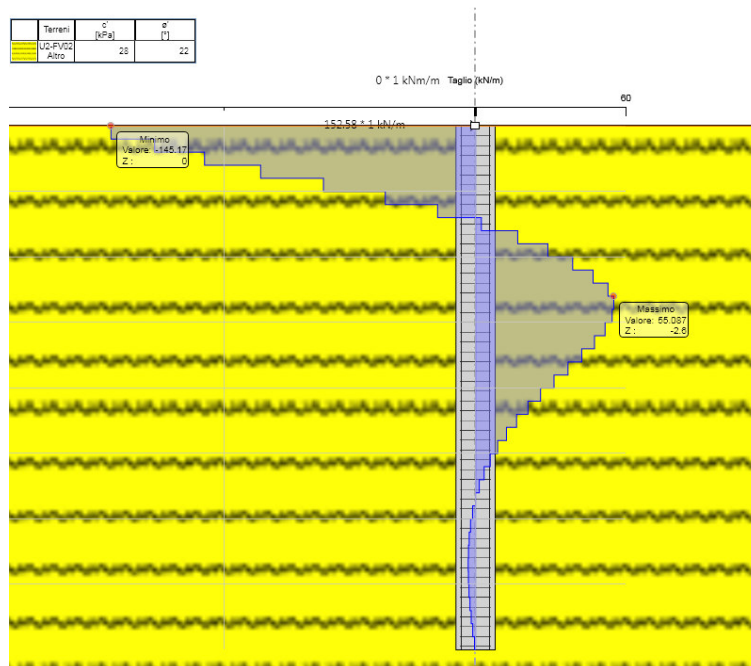 Terreni c' ø'
[kPa] [°]
U2-FV02
Altro 28 22
0 * 1 kNm/m Taglio (kN/m)
60
152.58 * 1 kN/m
Minimo
Valore: -145.17
Z : 0
Massimo
Valore: 55.087
Z : -2.6